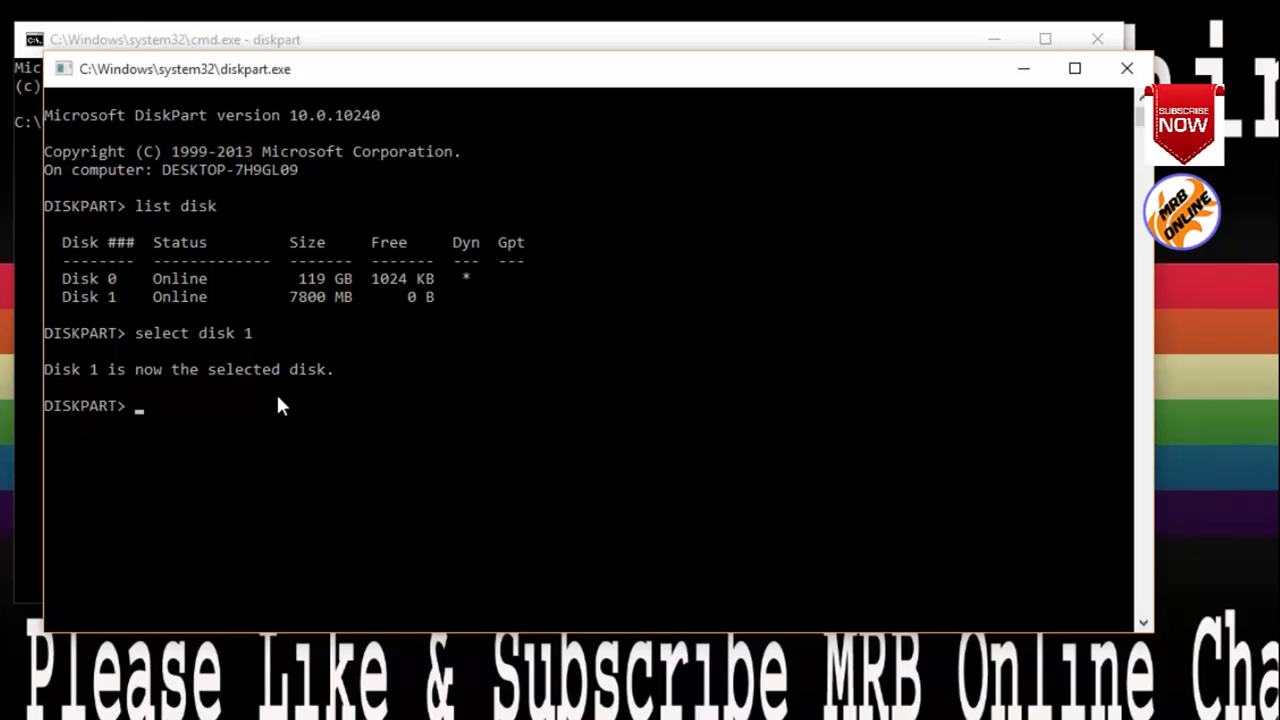 C:\Windows\system32\cmd.exe - diskpart
Mic
(c)
C:\
C:\Windows\system32\diskpart.exe
Microsoft DiskPart version 10.0.10240
Copyright (C) 1999-2013 Microsoft Corporation.
On computer: DESKTOP-7H9GL09
DISKPART> list disk
Disk ### Status Size Free Dyn Gpt
-------- ------------- ------- ------- --- ---
Disk 0 Online 119 GB 1024 KB *
Disk 1 Online 7800 MB 0 B
DISKPART> select disk 1
Disk 1 is now the selected disk.
DISKPART> _
SUBSCRIBE
NOW
MRB
ONLINE
Please Like & Subscribe MRB Online Cha